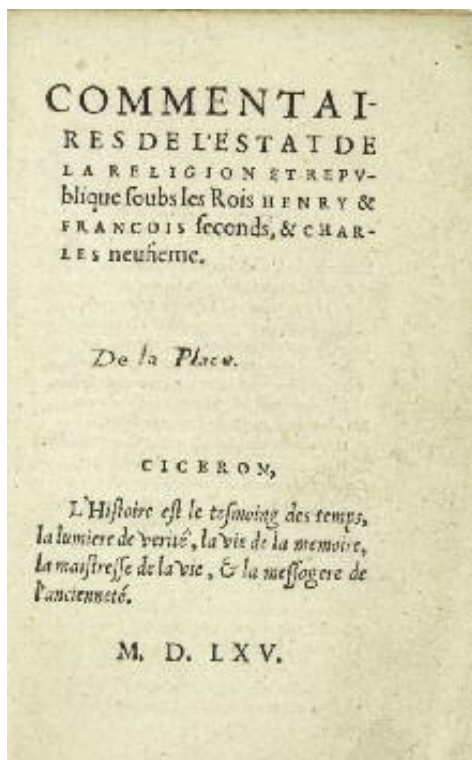 COMMENTAI-
RES DE L'ESTAT DE
LA RELIGION ET REPV-
blique ſoubs les Rois HENRY &
FRANCOIS ſeconds, & CHAR-
LES neuſieme.
De la Place.
CICERON,
L'Hiſtoire eſt le teſmoing des temps,
la lumiere de verité, la vie de la memoire,
la maiſtreſſe de la vie, & la meſſagere de
l'ancienneté.
M. D. LXV.